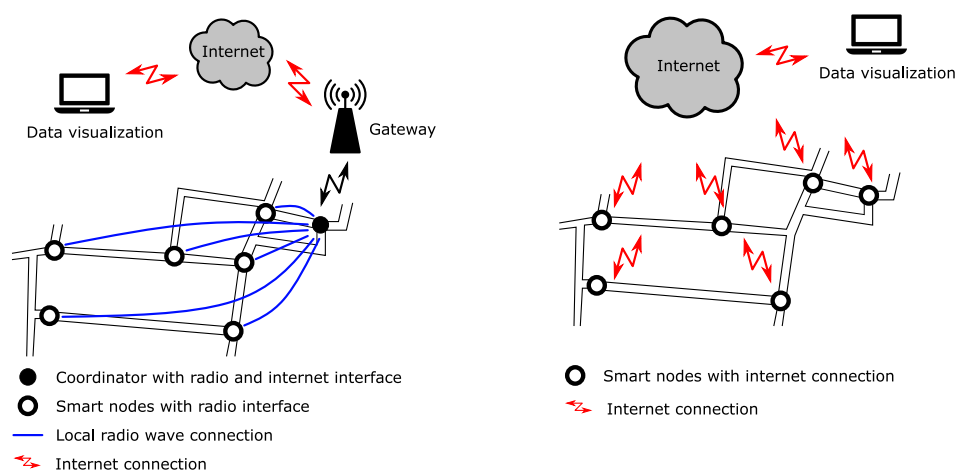 Internet
Data visualization
Gateway
Coordinator with radio and internet interface
Smart nodes with radio interface
Local radio wave connection
Internet connection
Internet
Data visualization
Smart nodes with internet connection
Internet connection